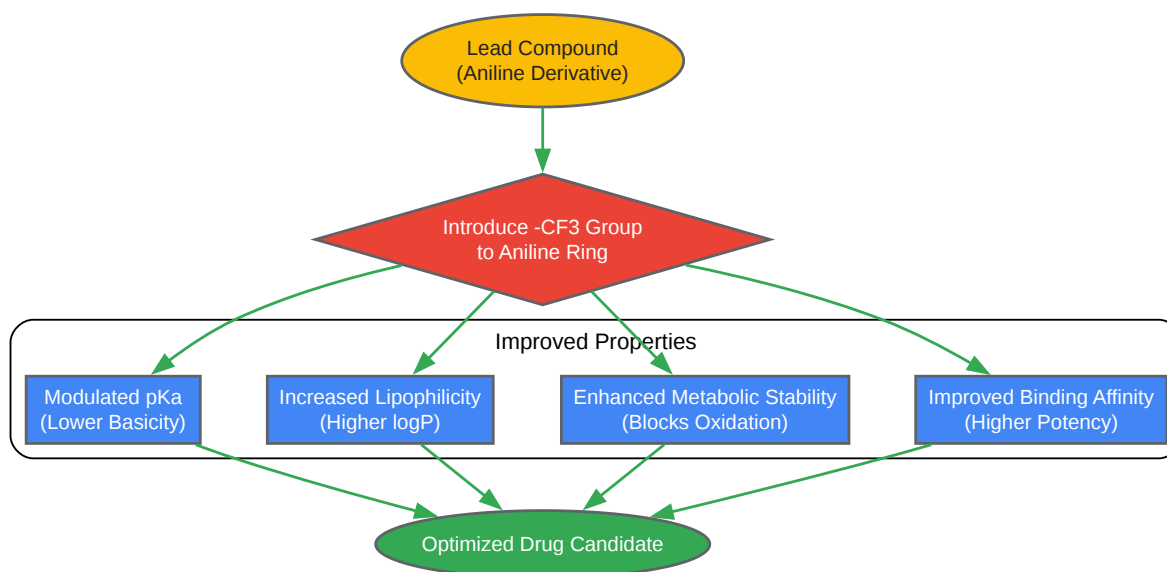 Lead Compound
(Aniline Derivative)
Introduce -CF3 Group
to Aniline Ring
Improved Properties
Modulated pKa
(Lower Basicity)
Increased Lipophilicity
(Higher logP)
Enhanced Metabolic Stability
(Blocks Oxidation)
Improved Binding Affinity
(Higher Potency)
Optimized Drug Candidate